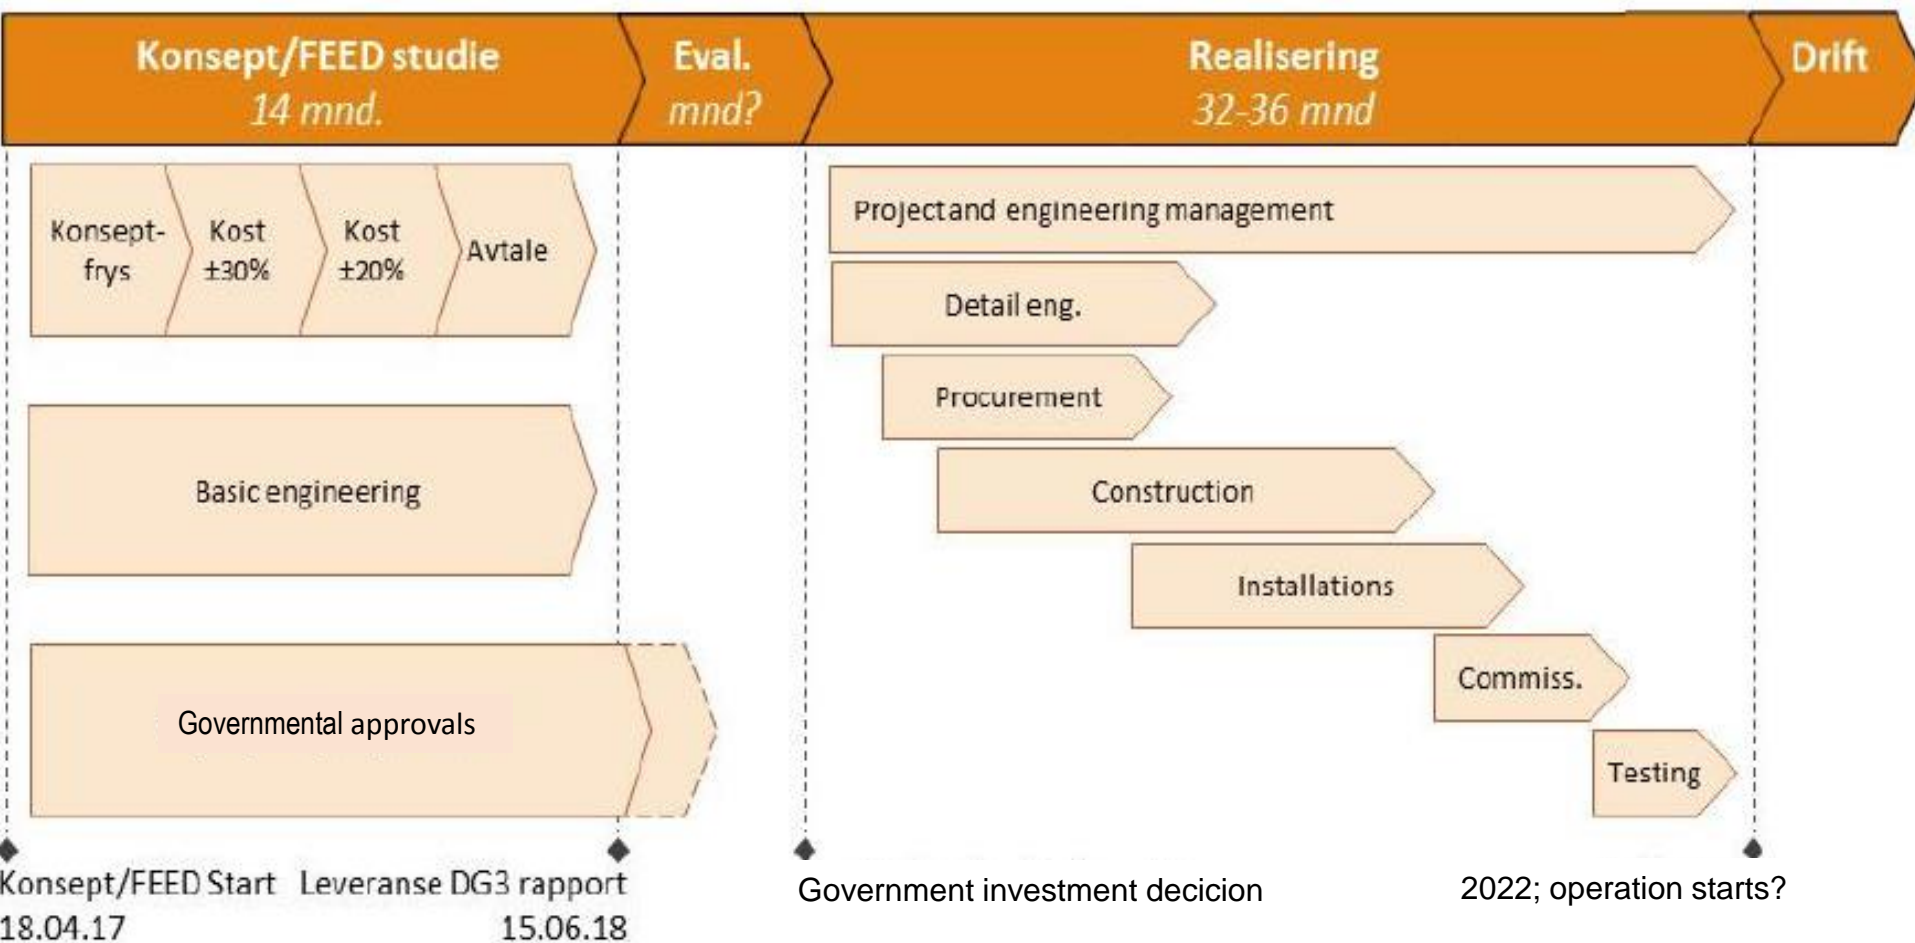 Konsept/FEED studie
14 mnd.
Eval.
mnd?
Realisering
32-36 mnd
Drift
Konsept-
frys
Kost
±30%
Kost
±20%
Avtale
Basic engineering
Governmental approvals
Project and engineering management
Detail eng.
Procurement
Construction
Installations
Commiss.
Testing
Konsept/FEED Start
18.04.17
Leveranse DG3 rapport
15.06.18
Government investment decicion
2022; operation starts?